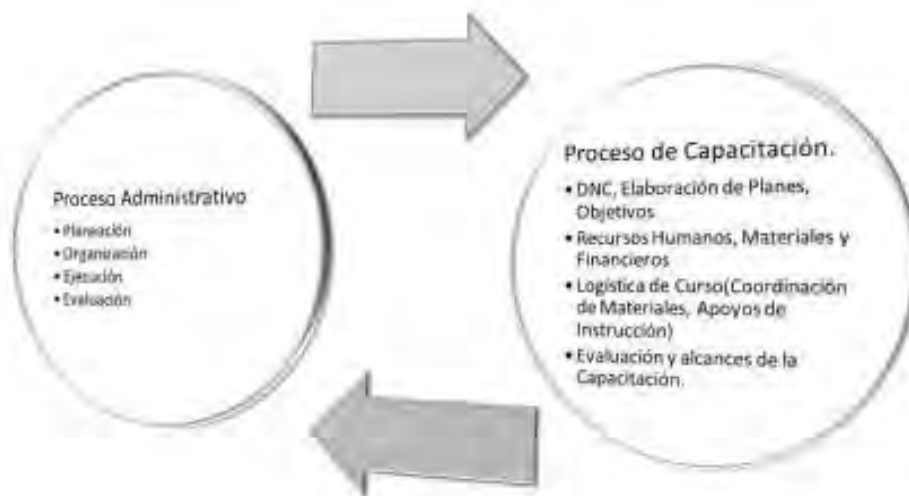 Proceso Administrativo
• Planeación
• Organización
• Ejecución
• Evaluación
Proceso de Capacitación.
• DNC, Elaboración de Planes,
Objetivos
• Recursos Humanos, Materiales y
Financieros
• Logística de Curso(Coordinación
de Materiales, Apoyos de
Instrucción)
• Evaluación y alcances de la
Capacitación.